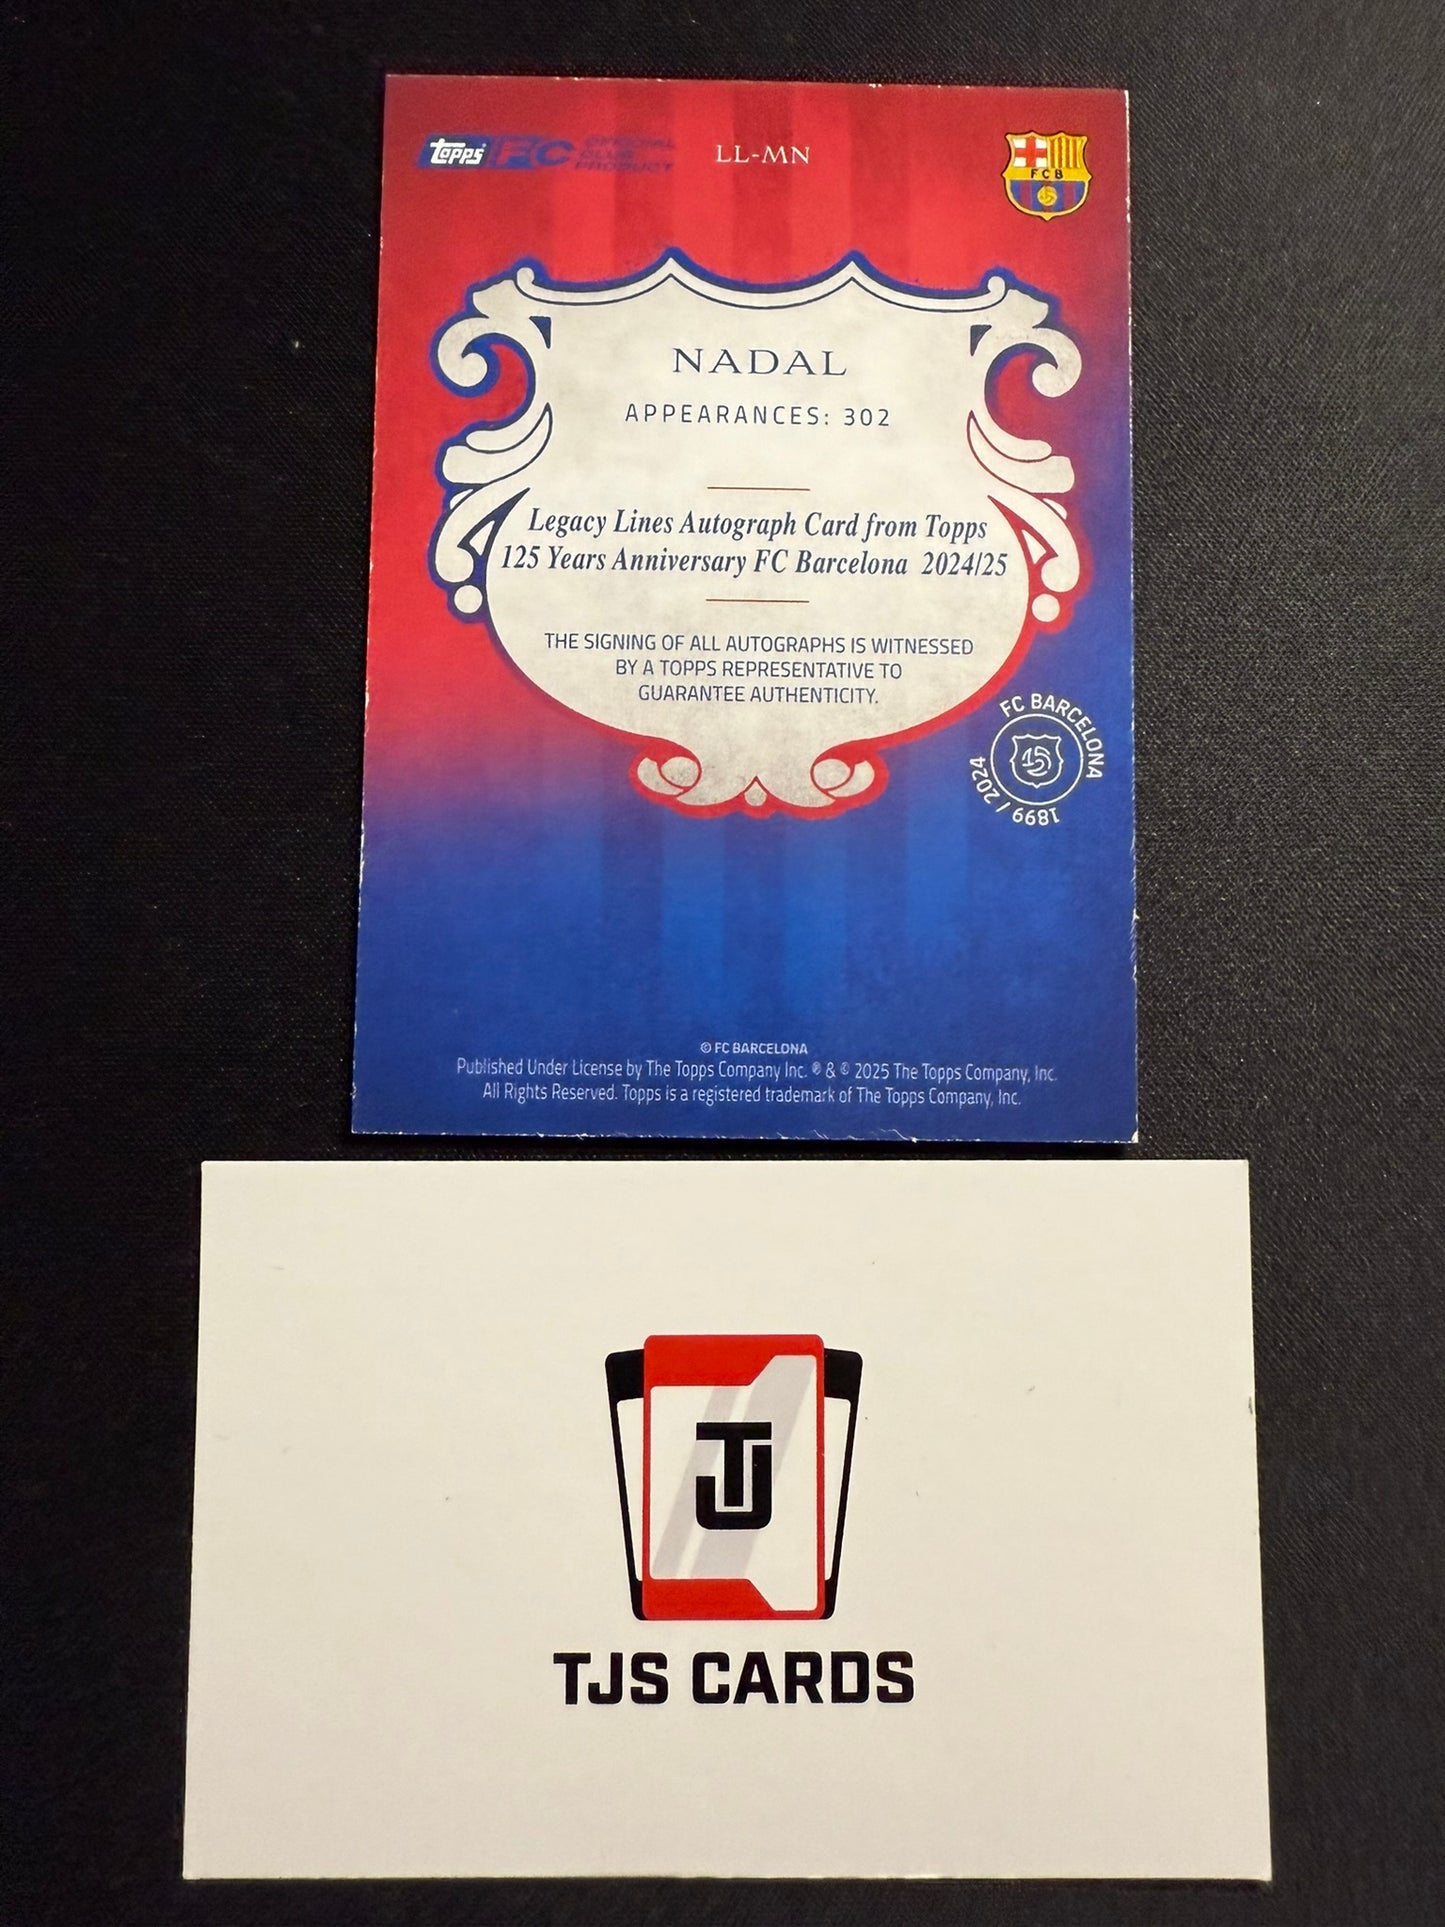 topps FC OFFICIAL CLUB PRODUCT
LL-MN
FCB
NADAL
APPEARANCES: 302
Legacy Lines Autograph Card from Topps
125 Years Anniversary FC Barcelona 2024/25
THE SIGNING OF ALL AUTOGRAPHS IS WITNESSED
BY A TOPPS REPRESENTATIVE TO
GUARANTEE AUTHENTICITY.
FC BARCELONA
1899 / 2024
© FC BARCELONA
Published Under License by The Topps Company Inc. ® & © 2025 The Topps Company, Inc.
All Rights Reserved. Topps is a registered trademark of The Topps Company, Inc.
TJ
TJS CARDS